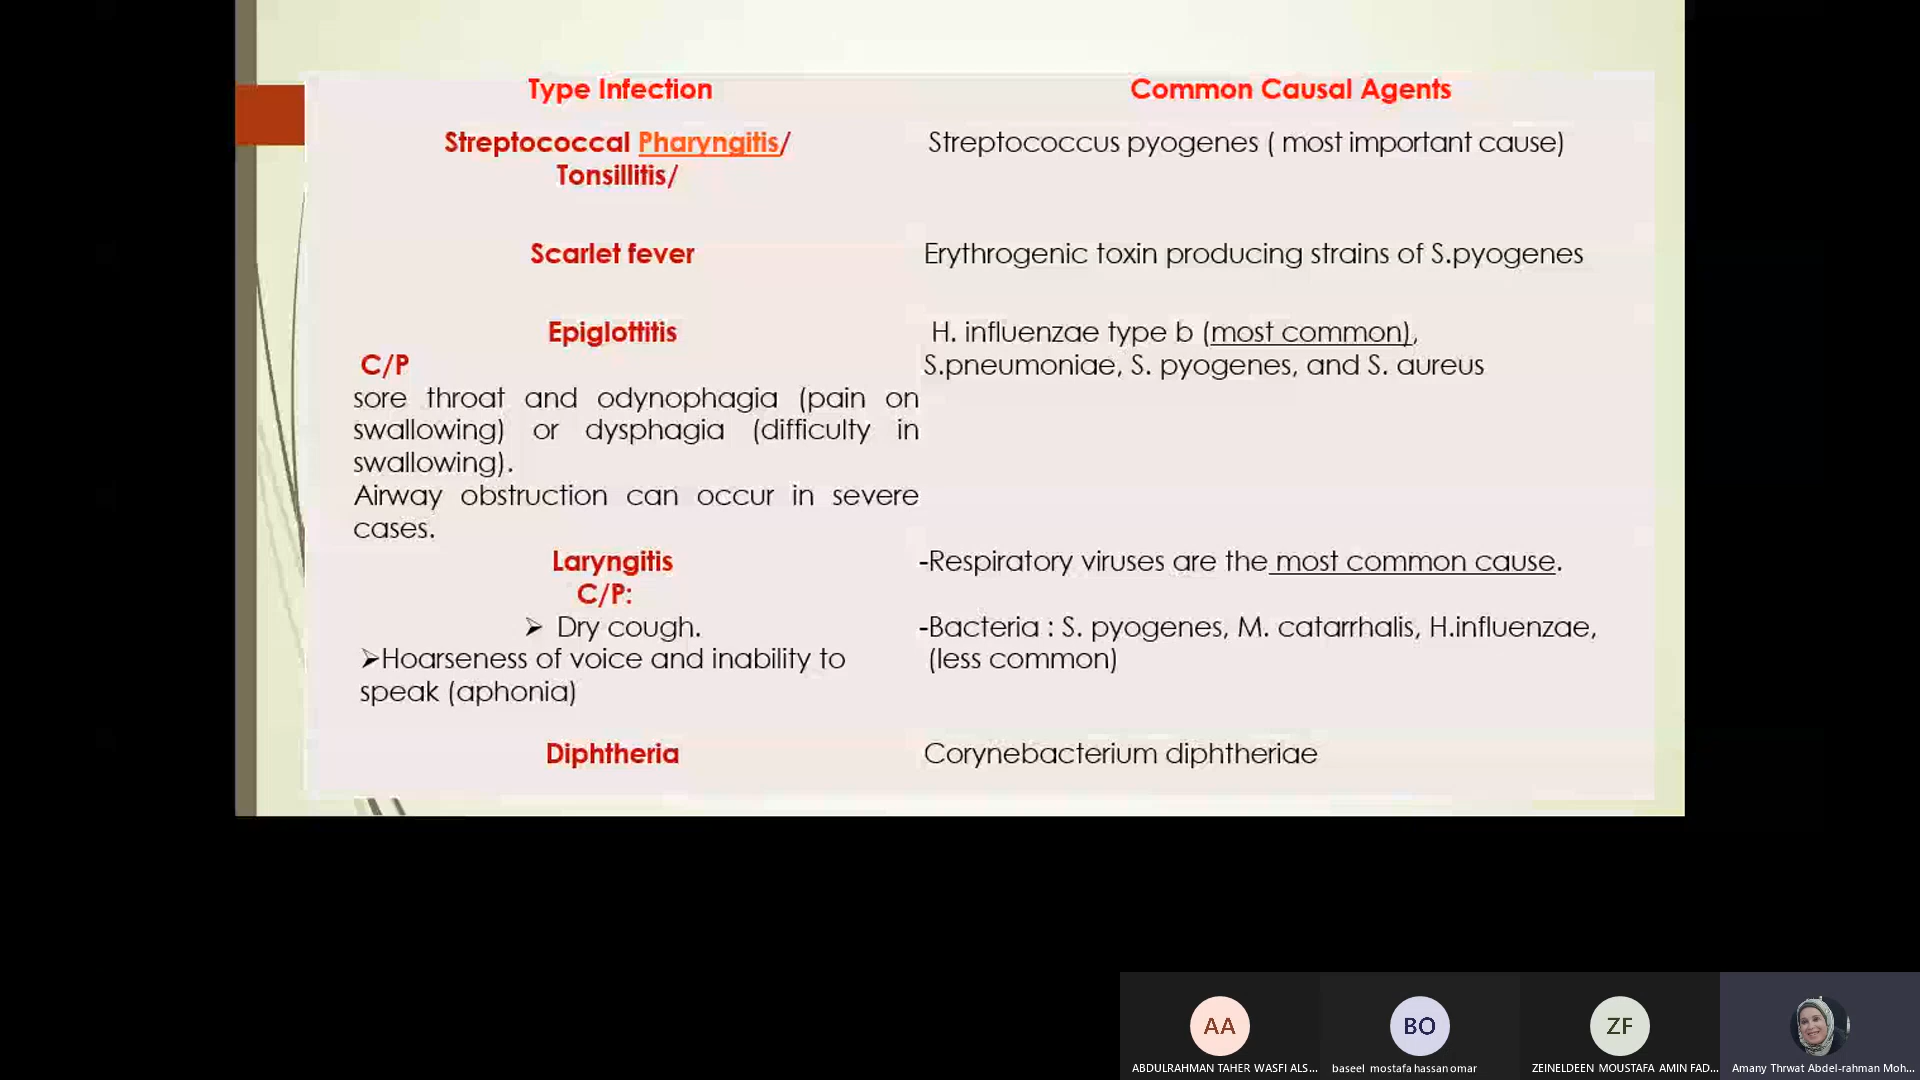 Type Infection
Common Causal Agents
Streptococcal Pharyngitis/
Tonsillitis/
Streptococcus pyogenes ( most important cause)
Scarlet fever
Erythrogenic toxin producing strains of S.pyogenes
Epiglottitis
C/P
sore throat and odynophagia (pain on
swallowing) or dysphagia (difficulty in
swallowing).
Airway obstruction can occur in severe
cases.
H. influenzae type b (most common),
S.pneumoniae, S. pyogenes, and S. aureus
Laryngitis
C/P:
➢ Dry cough.
➢Hoarseness of voice and inability to
speak (aphonia)
-Respiratory viruses are the most common cause.
-Bacteria : S. pyogenes, M. catarrhalis, H.influenzae,
(less common)
Diphtheria
Corynebacterium diphtheriae
AA
BO
ZF
ABDULRAHMAN TAHER WASFI ALS...
baseel mostafa hassan omar
ZEINELDEEN MOUSTAFA AMIN FAD...
Amany Thrwat Abdel-rahman Moh...